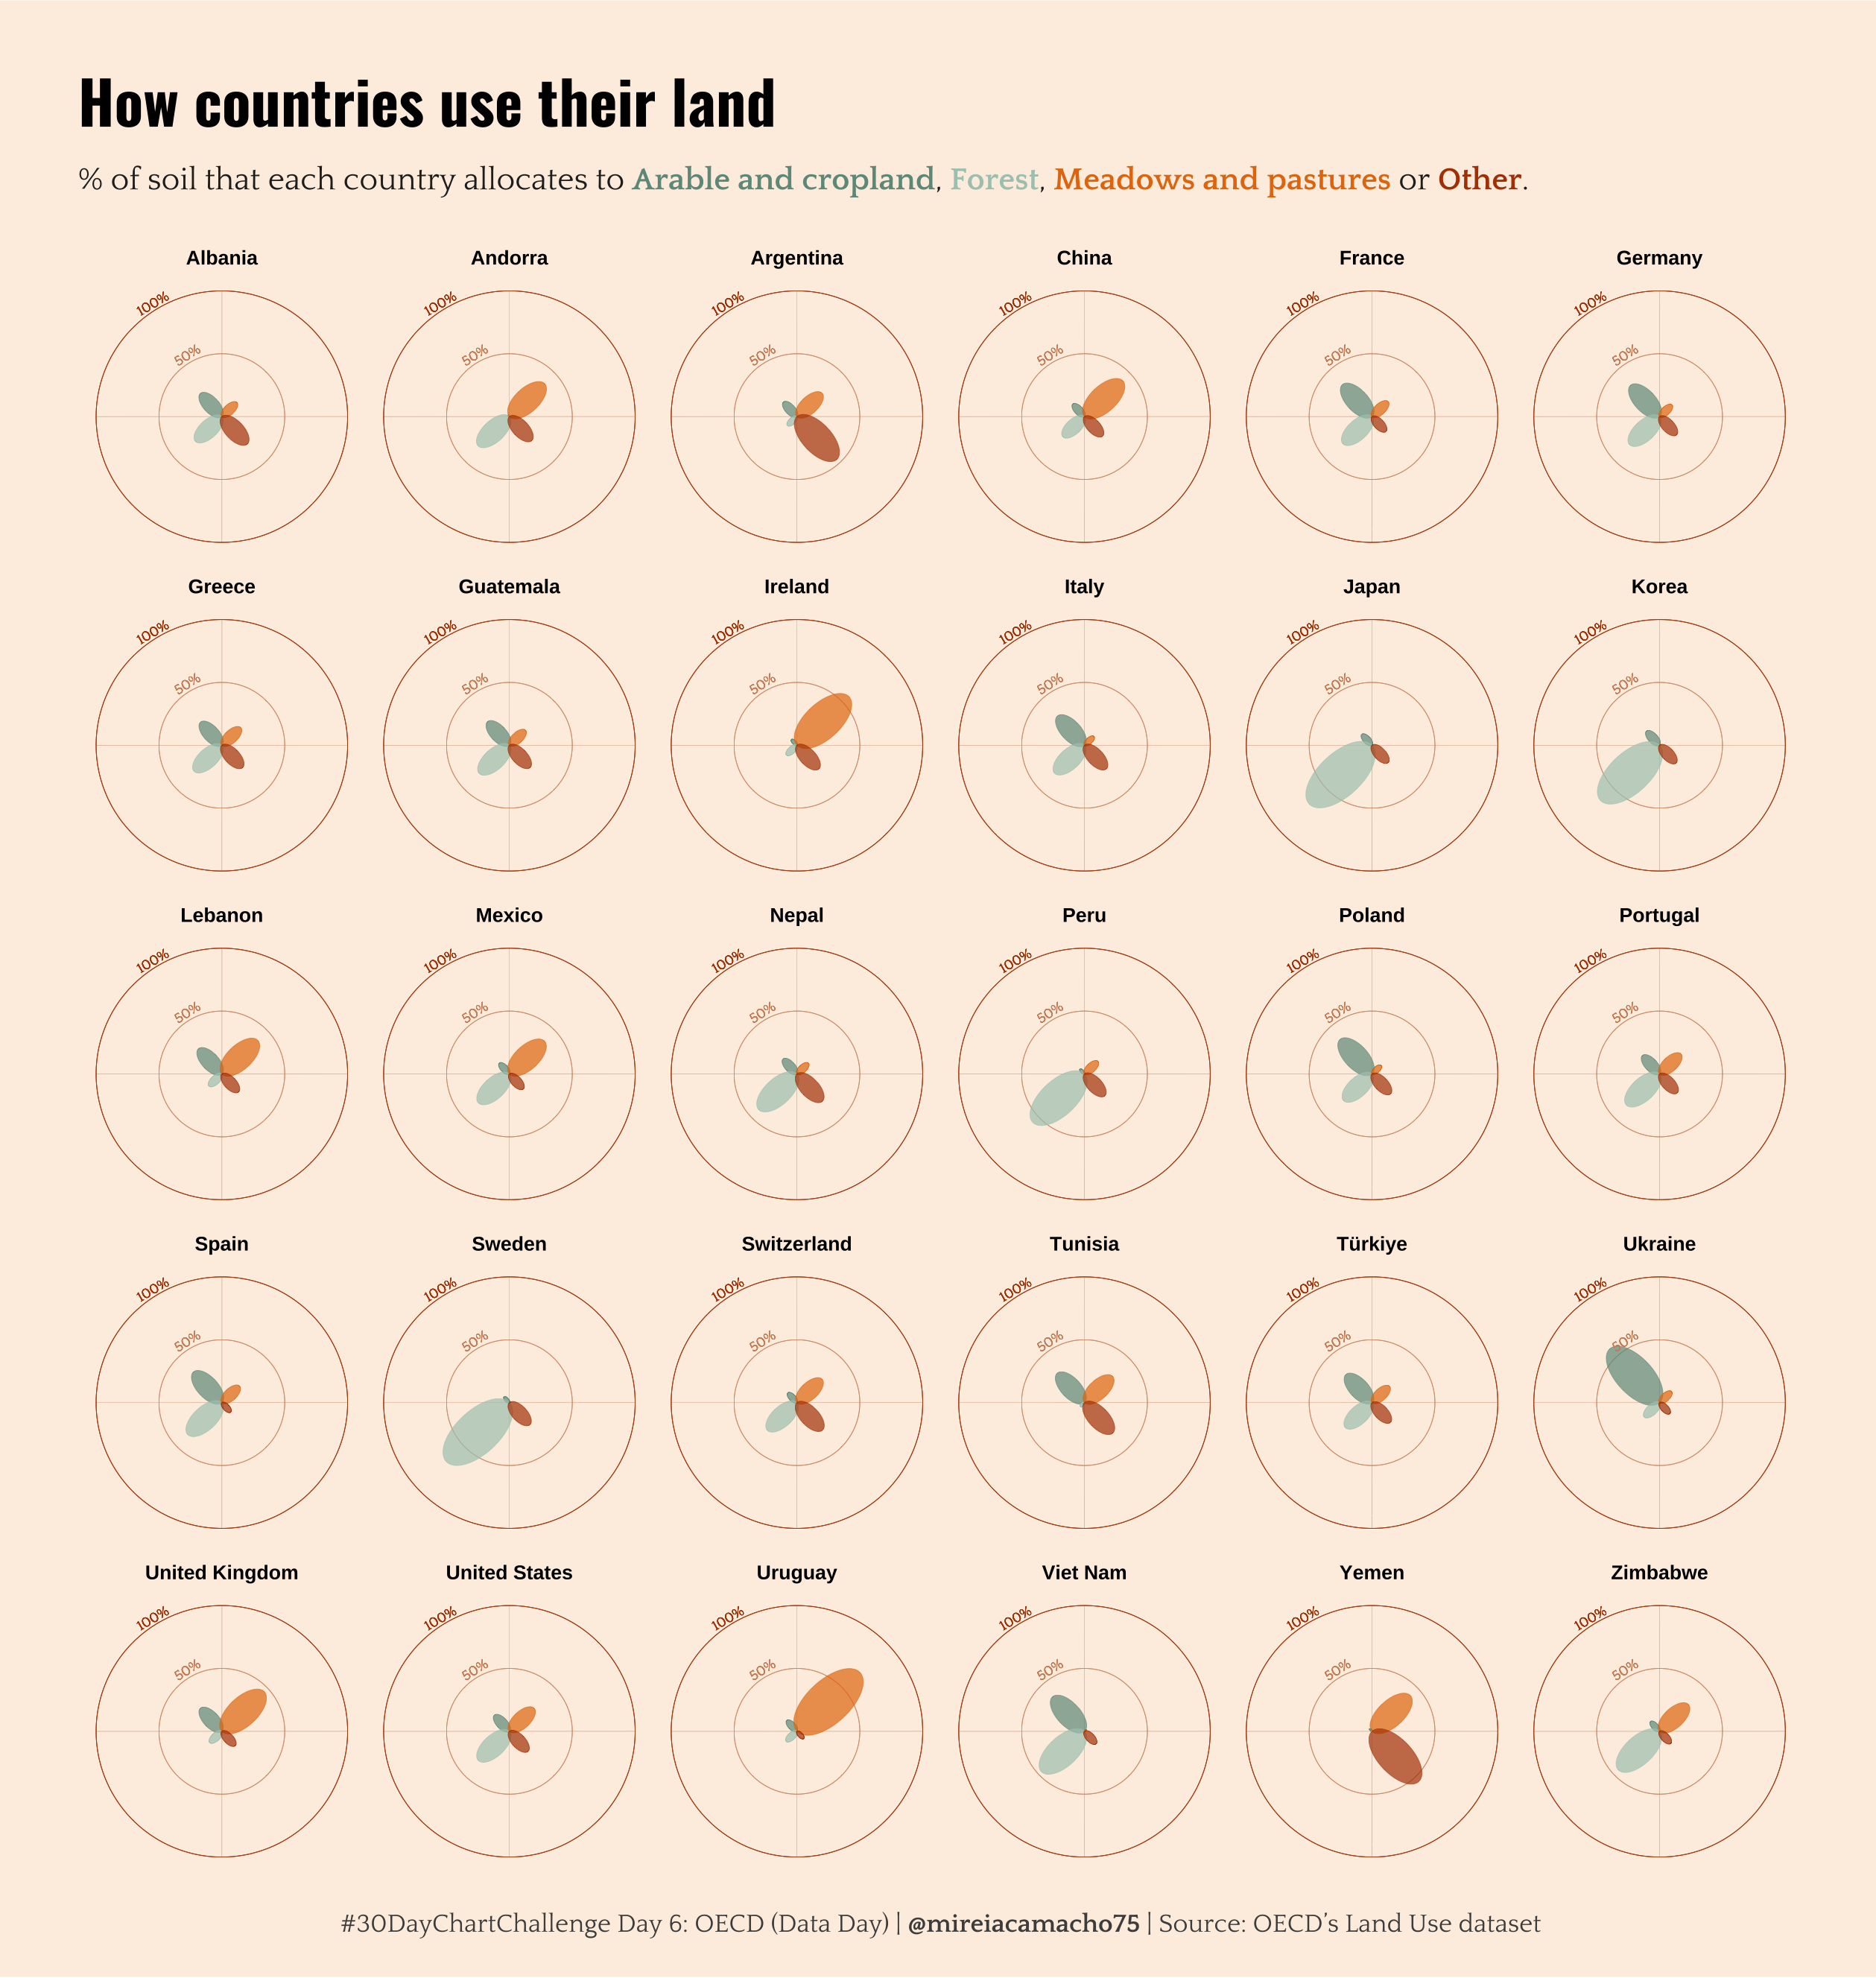 How countries use their land
% of soil that each country allocates to Arable and cropland, Forest, Meadows and pastures or Other.
Albania Andorra Argentina China France Germany
100% 100% 100% 100% 100% 100%
50% 50% 50% 50% 50% 50%
Greece Guatemala Ireland Italy Japan Korea
100% 100% 100% 100% 100% 100%
50% 50% 50% 50% 50% 50%
Lebanon Mexico Nepal Peru Poland Portugal
100% 100% 100% 100% 100% 100%
50% 50% 50% 50% 50% 50%
Spain Sweden Switzerland Tunisia Türkiye Ukraine
100% 100% 100% 100% 100% 100%
50% 50% 50% 50% 50% 50%
United Kingdom United States Uruguay Viet Nam Yemen Zimbabwe
100% 100% 100% 100% 100% 100%
50% 50% 50% 50% 50% 50%
#30DayChartChallenge Day 6: OECD (Data Day) | @mireiacamacho75 | Source: OECD’s Land Use dataset